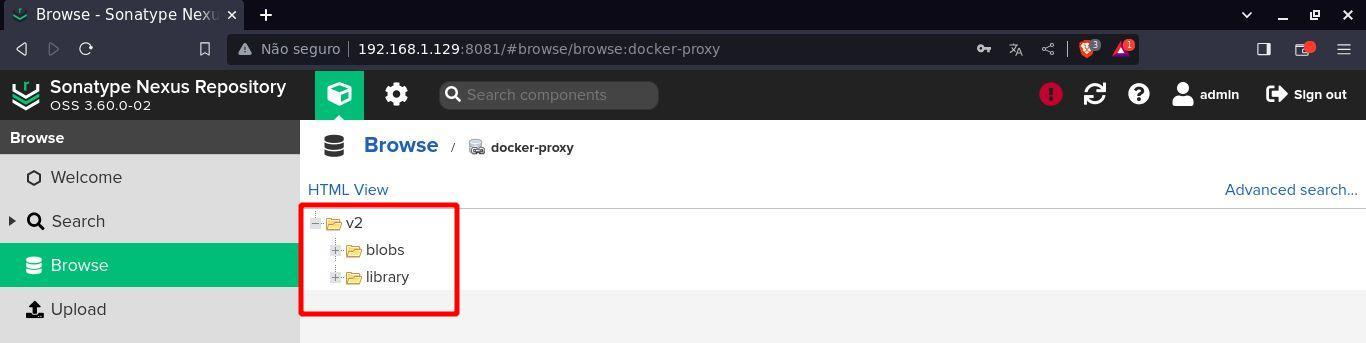 Browse - Sonatype Nexu
Não seguro 192.168.1.129:8081/#browse/browse:docker-proxy 3 1
Sonatype Nexus Repository
OSS 3.60.0-02
Search components
admin Sign out
Browse
Browse / docker-proxy
Welcome
HTML View Advanced search...
Search
v2
blobs
Browse
library
Upload